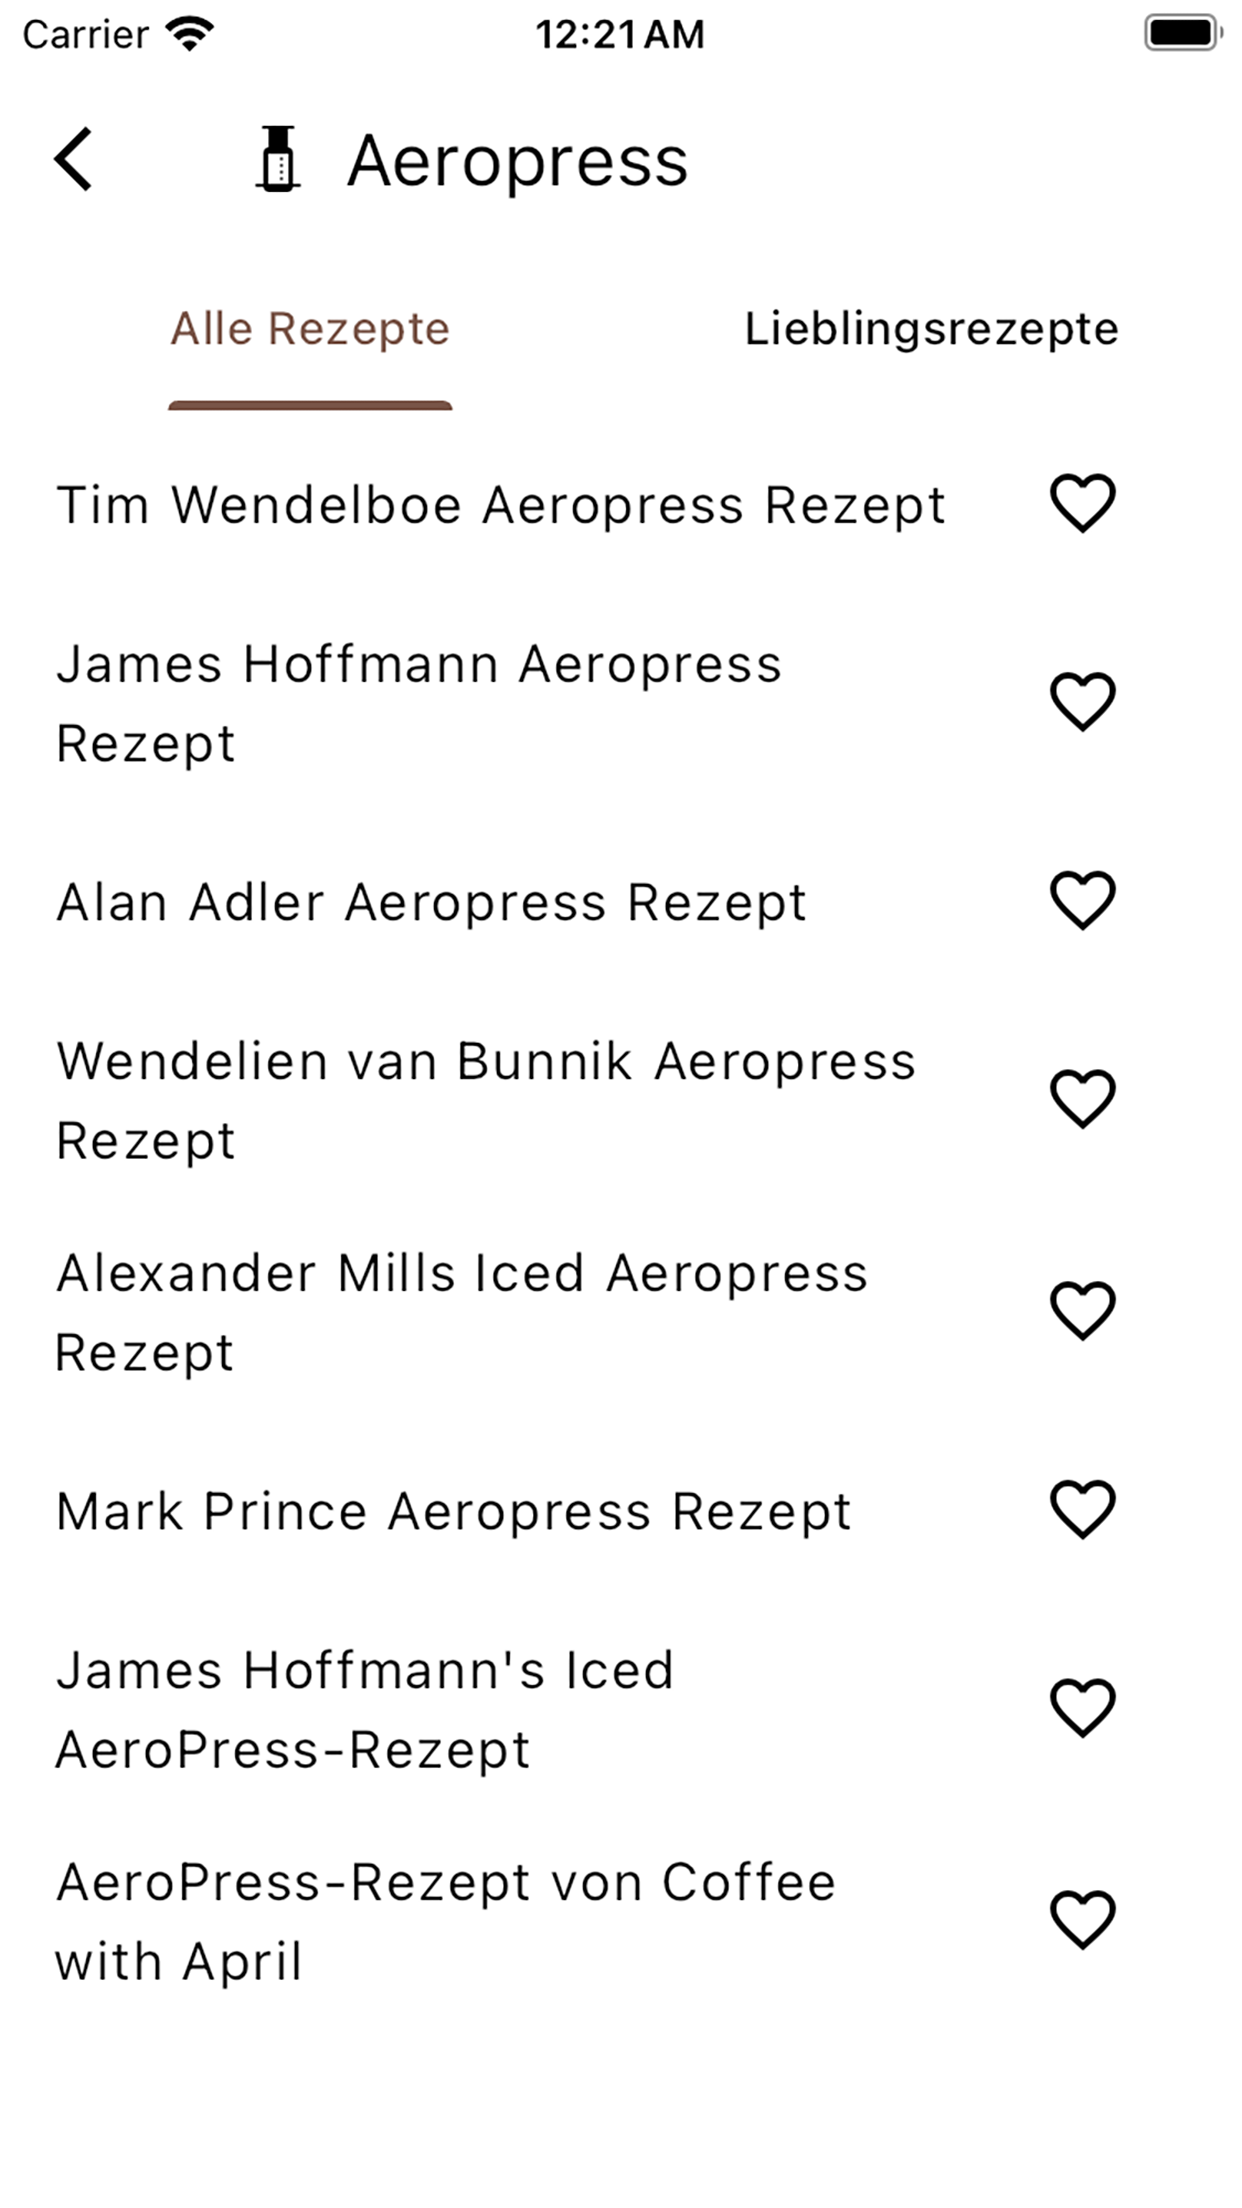 Carrier 12:21 AM
Aeropress
Alle Rezepte Lieblingsrezepte
Tim Wendelboe Aeropress Rezept
James Hoffmann Aeropress
Rezept
Alan Adler Aeropress Rezept
Wendelien van Bunnik Aeropress
Rezept
Alexander Mills Iced Aeropress
Rezept
Mark Prince Aeropress Rezept
James Hoffmann's Iced
AeroPress-Rezept
AeroPress-Rezept von Coffee
with April